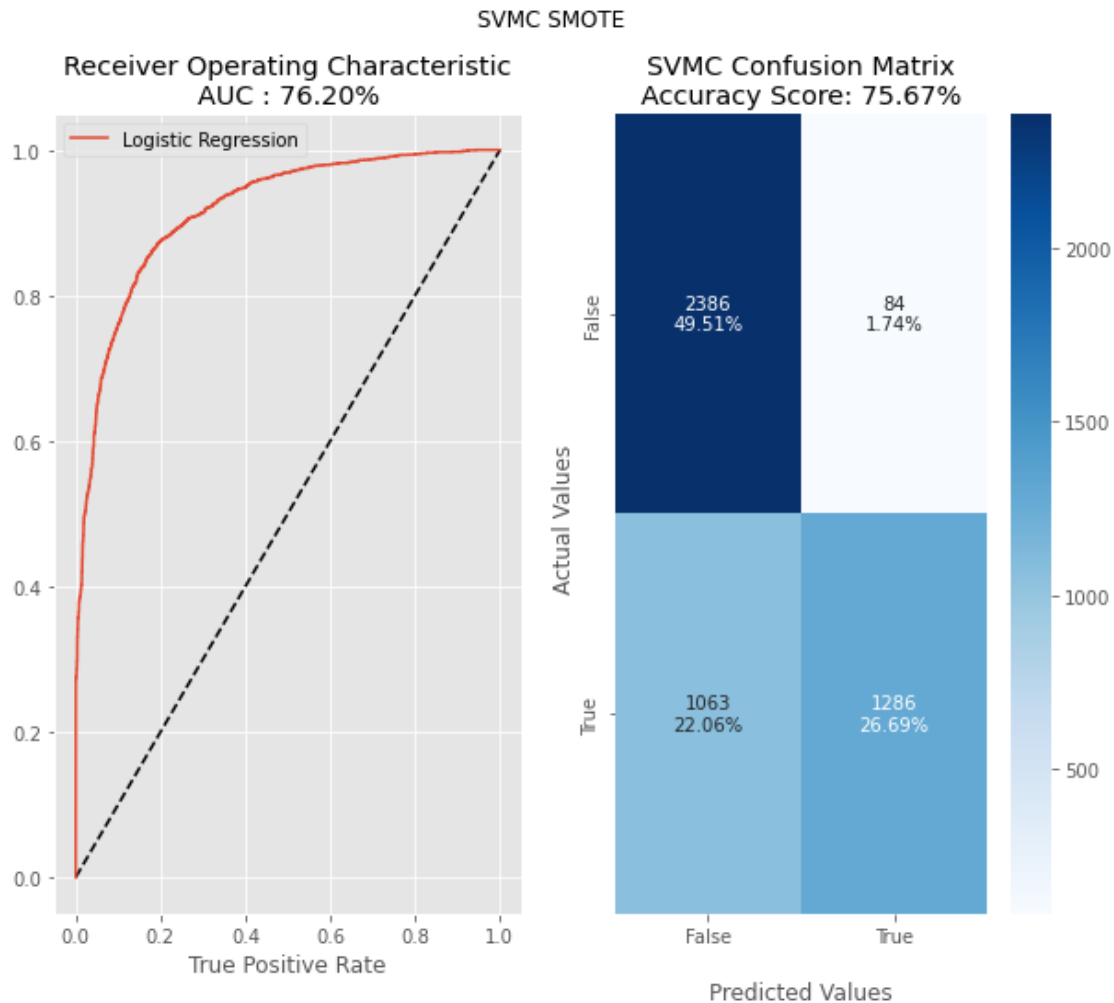 SVMC SMOTE
Receiver Operating Characteristic
AUC : 76.20%
Logistic Regression
1.0
0.8
0.6
0.4
0.2
0.0
0.0 0.2 0.4 0.6 0.8 1.0
True Positive Rate
SVMC Confusion Matrix
Accuracy Score: 75.67%
Actual Values
False
True
2386
49.51%
84
1.74%
1063
22.06%
1286
26.69%
False True
Predicted Values
2000
1500
1000
500